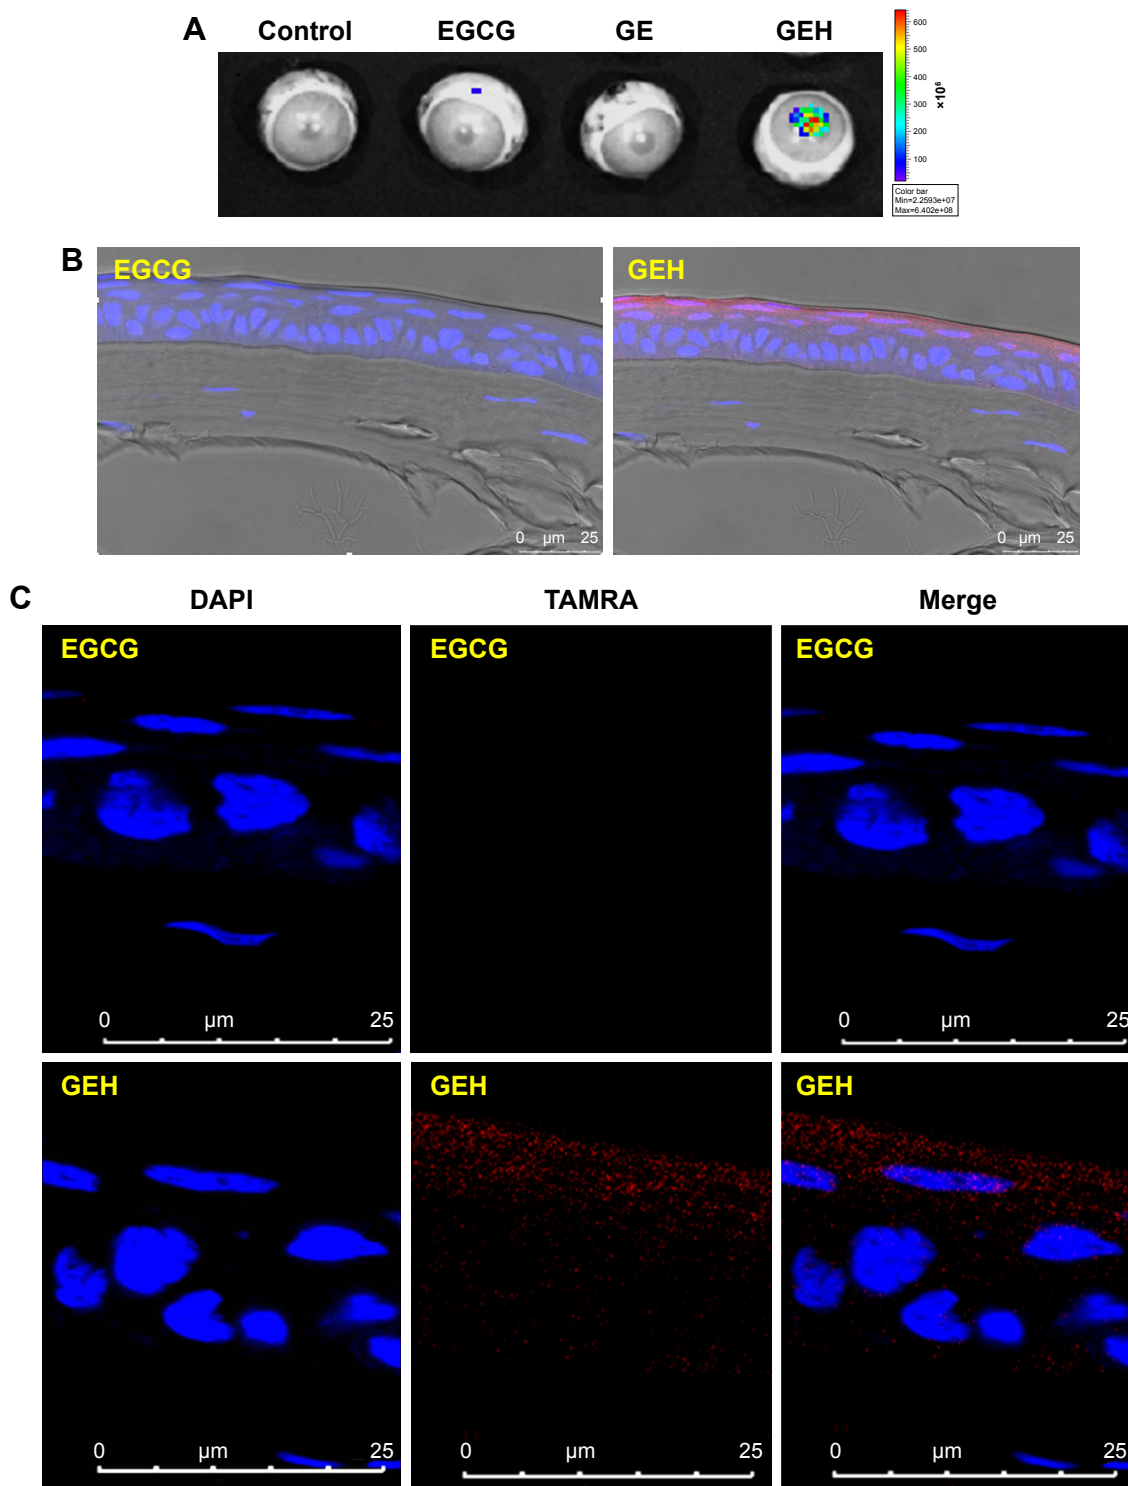 A Control EGCG GE GEH
600
500
400
300
200
100
×10⁶
Color bar
Min=2.2593e+07
Max=6.402e+08
B EGCG GEH
0 µm 25 0 µm 25
C DAPI TAMRA Merge
EGCG EGCG EGCG
0 µm 25 0 µm 25
GEH GEH GEH
0 µm 25 0 µm 25 0 µm 25